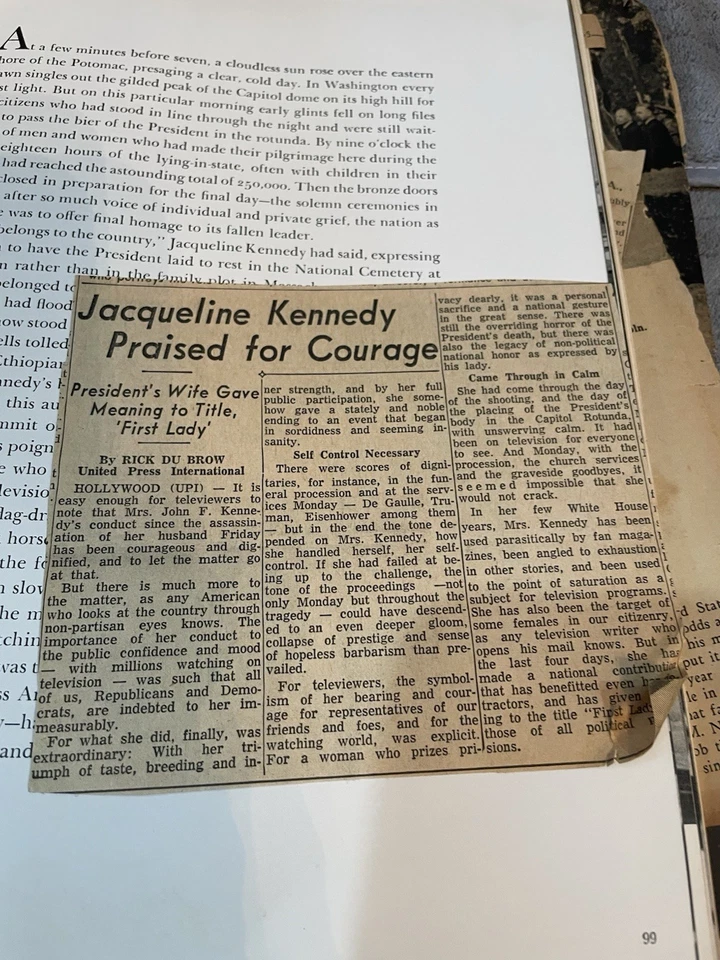 At a few minutes before seven, a cloudless sun rose over the eastern
hore of the Potomac, presaging a clear, cold day. In Washington every
wn singles out the gilded peak of the Capitol dome on its high hill for
st light. But on this particular morning early glints fell on long files
citizens who had stood in line through the night and were still wait-
to pass the bier of the President in the rotunda. By nine o'clock the
of men and women who had made their pilgrimage here during the
eighteen hours of the lying-in-state, often with children in their
had reached the astounding total of 250,000. Then the bronze doors
closed in preparation for the final day—the solemn ceremonies in
after so much voice of individual and private grief, the nation as
e was to offer final homage to its fallen leader.
belongs to the country," Jacqueline Kennedy had said, expressing
to have the President laid to rest in the National Cemetery at
n rather than in the family plot in
belonged to
had flood
now stood
ells tolled
Ethiopian
nnedy's
this au
mmit o
s poign
e who
levisio
lag-dr
horse
the fo
n slow
he m
tchin
was t
ss Ar
y—h
and
Jacqueline Kennedy
Praised for Courage
President's Wife Gave
Meaning to Title,
'First Lady'
By RICK DU BROW
United Press International
HOLLYWOOD (UPI) — It is
easy enough for televiewers to
note that Mrs. John F. Kenne-
dy's conduct since the assassin-
ation of her husband Friday
has been courageous and dig-
nified, and to let the matter go
at that.
But there is much more to
the matter, as any American
who looks at the country through
non-partisan eyes knows. The
importance of her conduct to
the public confidence and mood
— with millions watching on
television — was such that all
of us, Republicans and Demo-
crats, are indebted to her im-
measurably.
For what she did, finally, was
extraordinary: With her tri-
umph of taste, breeding and in-
ner strength, and by her full
public participation, she some-
how gave a stately and noble
ending to an event that began
in sordidness and seeming in-
sanity.
Self Control Necessary
There were scores of digni-
taries, for instance, in the fun-
eral procession and at the serv-
ices Monday — De Gaulle, Tru-
man, Eisenhower among them
— but in the end the tone de-
pended on Mrs. Kennedy, how
she handled herself, her self-
control. If she had failed at be-
ing up to the challenge, the
tone of the proceedings —not
only Monday but throughout the
tragedy — could have descend-
ed to an even deeper gloom,
collapse of prestige and sense
of hopeless barbarism than pre-
vailed.
For televiewers, the symbol-
ism of her bearing and cour-
age for representatives of our
friends and foes, and for the
watching world, was explicit.
For a woman who prizes pri-
vacy dearly, it was a personal
sacrifice and a national gesture
in the great sense. There was
still the overriding horror of the
President's death, but there was
also the legacy of non-political
national honor as expressed by
his lady.
Came Through in Calm
She had come through the day
of the shooting, and the day of
the placing of the President's
body in the Capitol Rotunda,
with unswerving calm. It had
been on television for everyone
to see. And Monday, with the
procession, the church services
and the graveside goodbyes, it
seemed impossible that she
would not crack.
In her few White House
years, Mrs. Kennedy has been
used parasitically by fan maga-
zines, been angled to exhaustion
in other stories, and been used
to the point of saturation as a
subject for television programs.
She has also been the target of
some females in our citizenry,
as any television writer who
opens his mail knows. But in
the last four days, she has
made a national contribution
that has benefitted even her
tractors, and has given
ing to the title "First Lady
those of all political
sions.
99